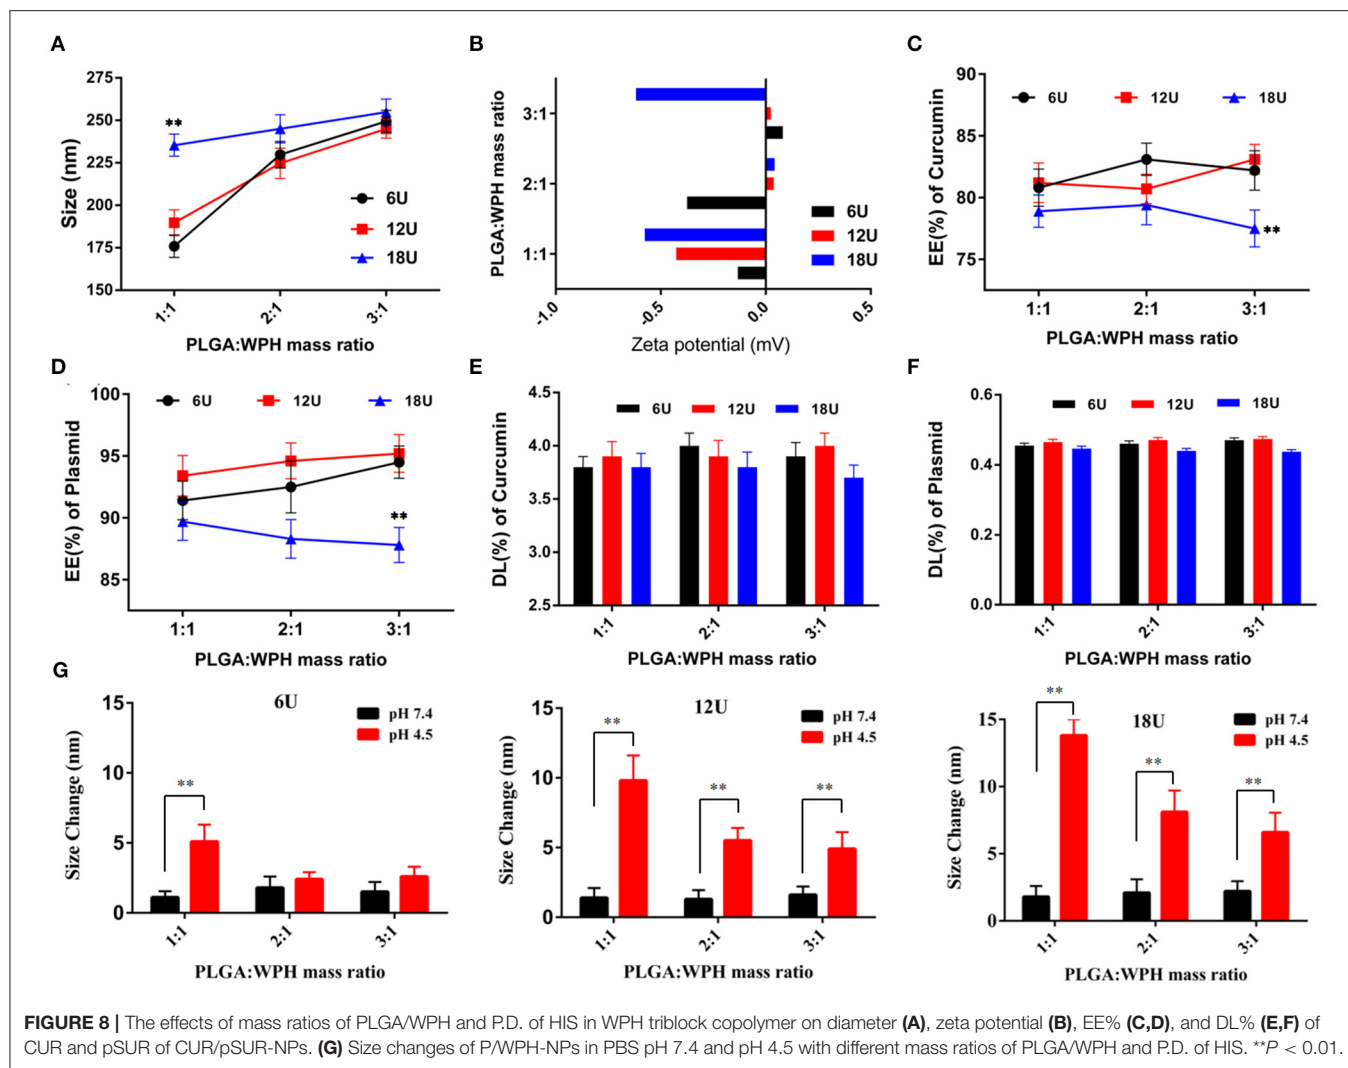 A
Size (nm)
275
250
225
200
175
150
6U
12U
18U
**
1:1
2:1
3:1
PLGA:WPH mass ratio
B
PLGA:WPH mass ratio
3:1
2:1
1:1
6U
12U
18U
-1.0
-0.5
0.0
0.5
Zeta potential (mV)
C
EE(%) of Curcumin
90
85
80
75
6U
12U
18U
**
1:1
2:1
3:1
PLGA:WPH mass ratio
D
EE(%) of Plasmid
100
95
90
85
6U
12U
18U
**
1:1
2:1
3:1
PLGA:WPH mass ratio
E
DL(%) of Curcumin
4.5
4.0
3.5
3.0
2.5
6U
12U
18U
1:1
2:1
3:1
PLGA:WPH mass ratio
F
DL(%) of Plasmid
0.6
0.4
0.2
0.0
6U
12U
18U
1:1
2:1
3:1
PLGA:WPH mass ratio
G
6U
Size Change (nm)
15
10
5
0
pH 7.4
pH 4.5
**
1:1
2:1
3:1
PLGA:WPH mass ratio
12U
Size Change (nm)
15
10
5
0
pH 7.4
pH 4.5
**
**
**
1:1
2:1
3:1
PLGA:WPH mass ratio
18U
Size Change (nm)
15
10
5
0
pH 7.4
pH 4.5
**
**
**
1:1
2:1
3:1
PLGA:WPH mass ratio
FIGURE 8 | The effects of mass ratios of PLGA/WPH and P.D. of HIS in WPH triblock copolymer on diameter (A), zeta potential (B), EE% (C,D), and DL% (E,F) of
CUR and pSUR of CUR/pSUR-NPs. (G) Size changes of P/WPH-NPs in PBS pH 7.4 and pH 4.5 with different mass ratios of PLGA/WPH and P.D. of HIS. **P < 0.01.